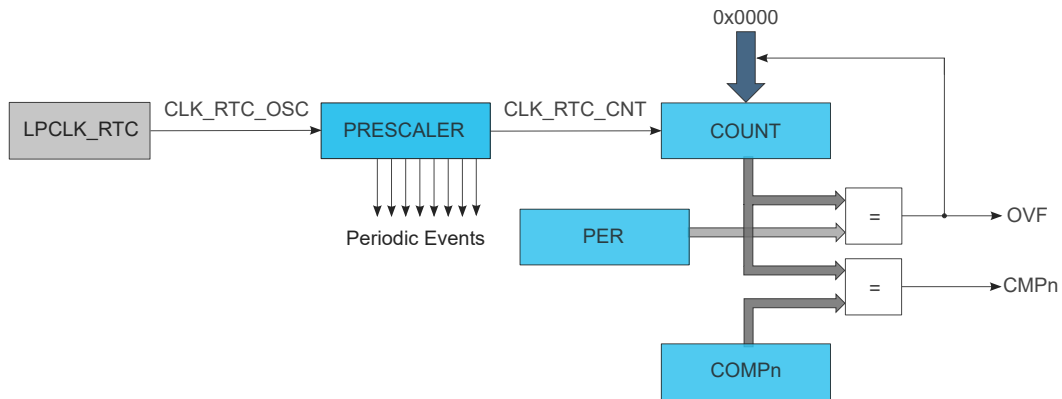 0x0000
CLK_RTC_OSC
CLK_RTC_CNT
LPCLK_RTC
PRESCALER
COUNT
=
OVF
Periodic Events
PER
=
CMPn
COMPn